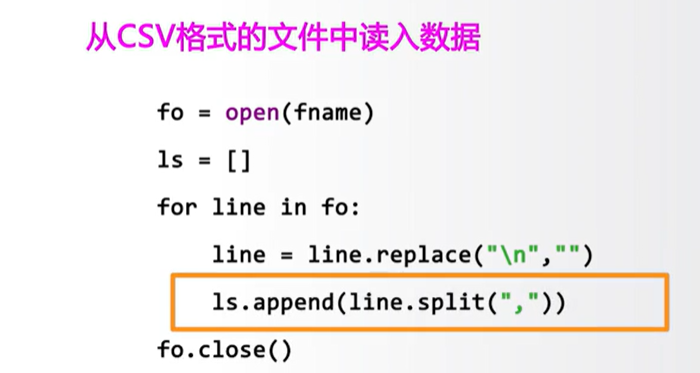 从CSV格式的文件中读入数据
fo = open(fname)
ls = []
for line in fo:
    line = line.replace("\n","")
    ls.append(line.split(","))
fo.close()